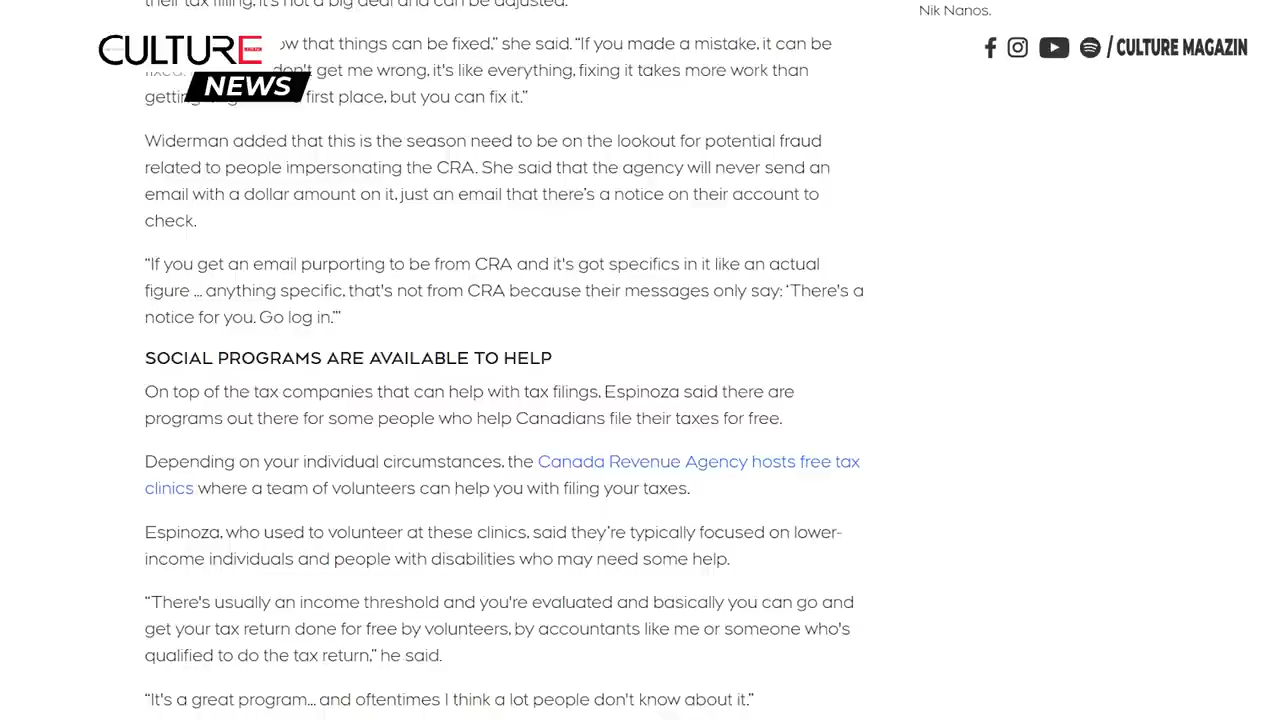 their tax filling, it's not a big deal and can be adjusted.
Nik Nanos.
CULTURE
NEWS
/ CULTURE MAGAZIN
ow that things can be fixed," she said. "If you made a mistake, it can be
don't get me wrong, it's like everything, fixing it takes more work than
getting first place, but you can fix it."
Widerman added that this is the season need to be on the lookout for potential fraud
related to people impersonating the CRA. She said that the agency will never send an
email with a dollar amount on it, just an email that there's a notice on their account to
check.
"If you get an email purporting to be from CRA and it's got specifics in it like an actual
figure ... anything specific, that's not from CRA because their messages only say: 'There's a
notice for you. Go log in.'"
SOCIAL PROGRAMS ARE AVAILABLE TO HELP
On top of the tax companies that can help with tax filings, Espinoza said there are
programs out there for some people who help Canadians file their taxes for free.
Depending on your individual circumstances, the Canada Revenue Agency hosts free tax
clinics where a team of volunteers can help you with filing your taxes.
Espinoza, who used to volunteer at these clinics, said they're typically focused on lower-
income individuals and people with disabilities who may need some help.
"There's usually an income threshold and you're evaluated and basically you can go and
get your tax return done for free by volunteers, by accountants like me or someone who's
qualified to do the tax return," he said.
"It's a great program... and oftentimes I think a lot people don't know about it."